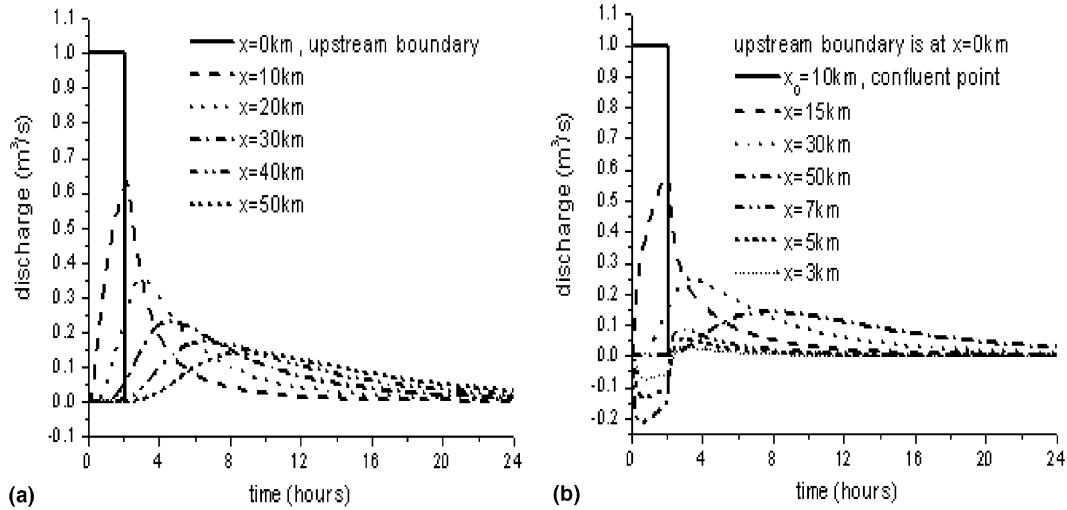 1.1
1.0
0.9
0.8
0.7
0.6
0.5
0.4
0.3
0.2
0.1
0.0
-0.1
discharge (m³/s)
x=0km , upstream boundary
x=10km
x=20km
x=30km
x=40km
x=50km
0 4 8 12 16 20 24
time (hours)
(a)
1.1
1.0
0.9
0.8
0.7
0.6
0.5
0.4
0.3
0.2
0.1
0.0
-0.1
-0.2
discharge (m³/s)
upstream boundary is at x=0km
x₀=10km, confluent point
x=15km
x=30km
x=50km
x=7km
x=5km
x=3km
0 4 8 12 16 20 24
time (hours)
(b)